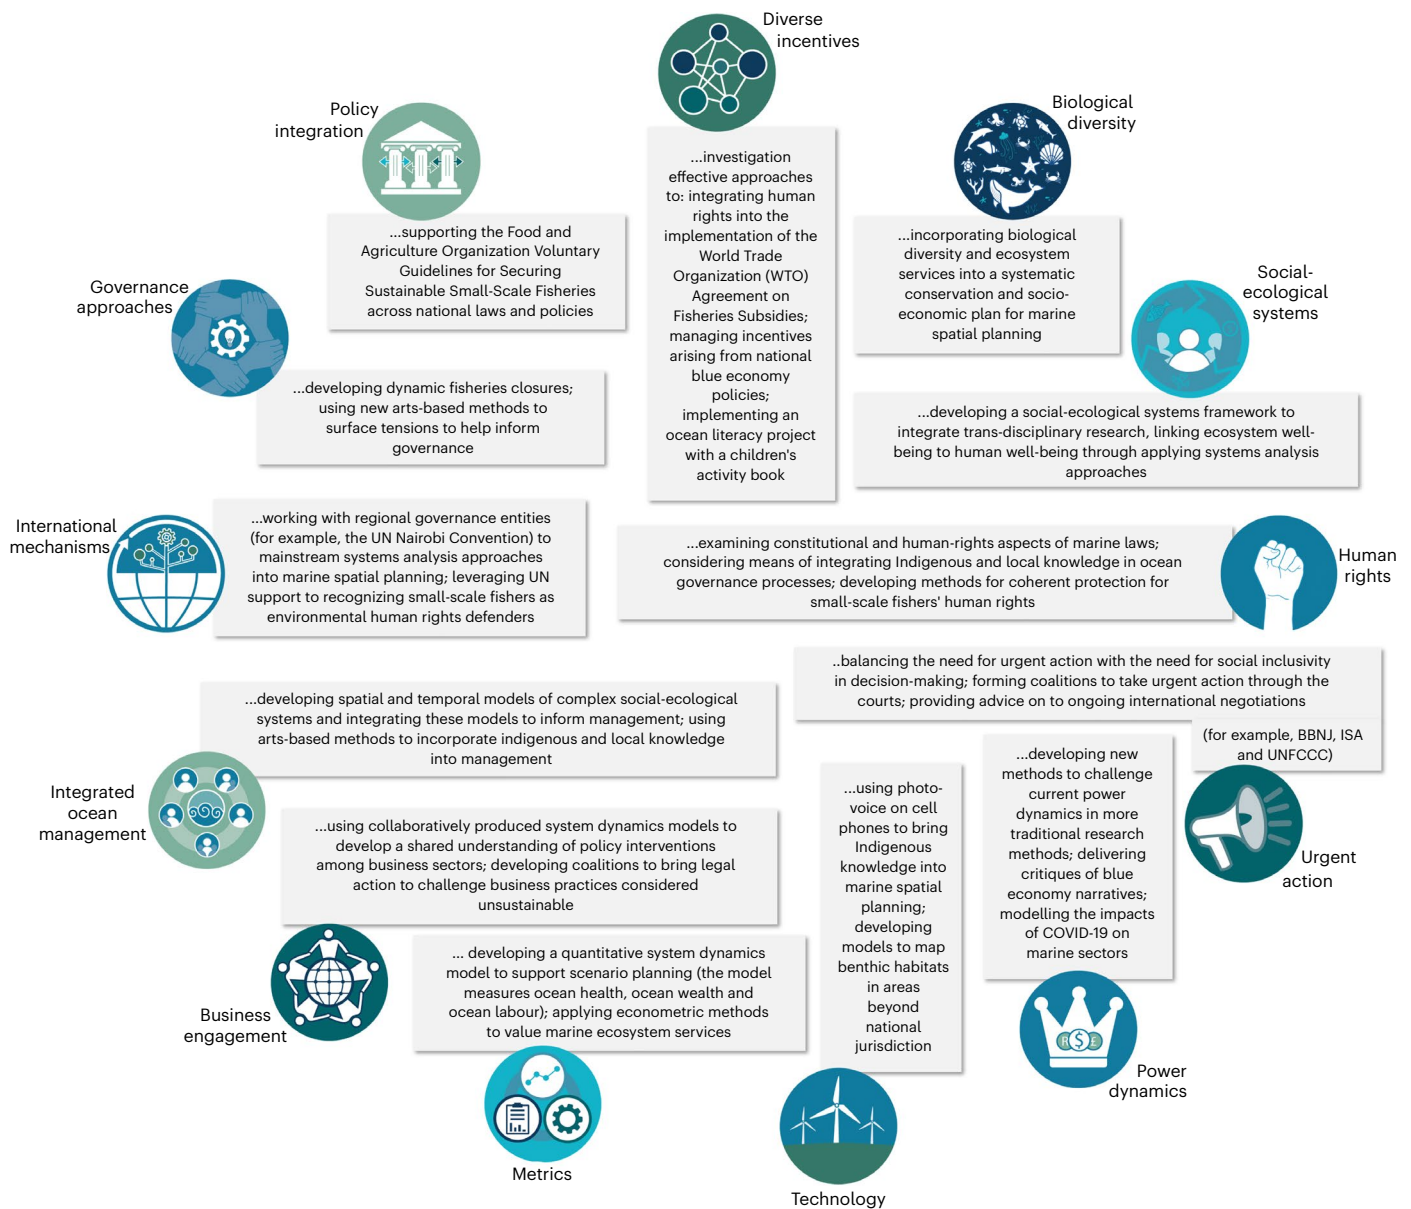 Diverse
incentives
...investigation
effective approaches
to: integrating human
rights into the
implementation of the
World Trade
Organization (WTO)
Agreement on
Fisheries Subsidies;
managing incentives
arising from national
blue economy
policies;
implementing an
ocean literacy project
with a children's
activity book
Biological
diversity
...incorporating biological
diversity and ecosystem
services into a systematic
conservation and socio-
economic plan for marine
spatial planning
Social-
ecological
systems
...developing a social-ecological systems framework to
integrate trans-disciplinary research, linking ecosystem well-
being to human well-being through applying systems analysis
approaches
Human
rights
...examining constitutional and human-rights aspects of marine laws;
considering means of integrating Indigenous and local knowledge in ocean
governance processes; developing methods for coherent protection for
small-scale fishers' human rights
..balancing the need for urgent action with the need for social inclusivity
in decision-making; forming coalitions to take urgent action through the
courts; providing advice on to ongoing international negotiations
(for example, BBNJ, ISA
and UNFCCC)
Urgent
action
...developing new
methods to challenge
current power
dynamics in more
traditional research
methods; delivering
critiques of blue
economy narratives;
modelling the impacts
of COVID-19 on
marine sectors
R $ £
Power
dynamics
...using photo-
voice on cell
phones to bring
Indigenous
knowledge into
marine spatial
planning;
developing
models to map
benthic habitats
in areas
beyond
national
jurisdiction
Technology
... developing a quantitative system dynamics
model to support scenario planning (the model
measures ocean health, ocean wealth and
ocean labour); applying econometric methods
to value marine ecosystem services
Metrics
...using collaboratively produced system dynamics models to
develop a shared understanding of policy interventions
among business sectors; developing coalitions to bring legal
action to challenge business practices considered
unsustainable
Business
engagement
...developing spatial and temporal models of complex social-ecological
systems and integrating these models to inform management; using
arts-based methods to incorporate indigenous and local knowledge
into management
Integrated
ocean
management
International
mechanisms
...working with regional governance entities
(for example, the UN Nairobi Convention) to
mainstream systems analysis approaches
into marine spatial planning; leveraging UN
support to recognizing small-scale fishers as
environmental human rights defenders
Governance
approaches
...developing dynamic fisheries closures;
using new arts-based methods to
surface tensions to help inform
governance
Policy
integration
...supporting the Food and
Agriculture Organization Voluntary
Guidelines for Securing
Sustainable Small-Scale Fisheries
across national laws and policies